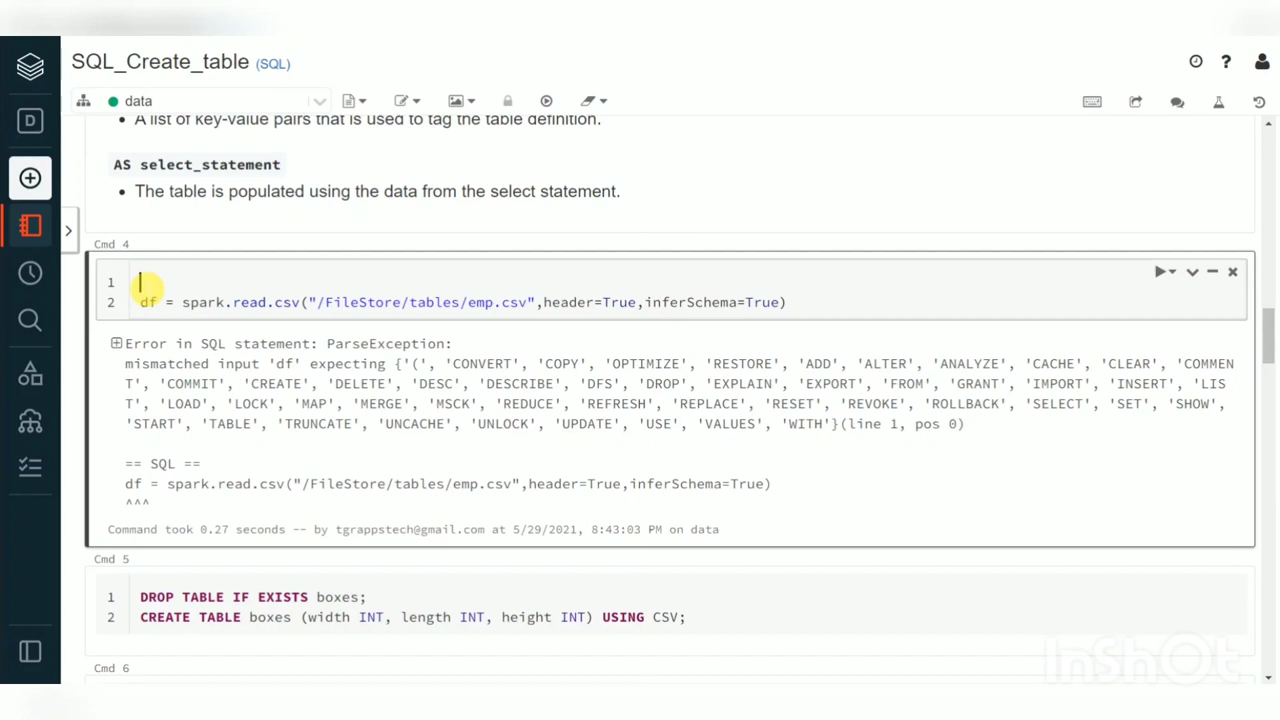 SQL_Create_table (SQL)
D
data
• A list of key-value pairs that is used to tag the table definition.
AS select_statement
• The table is populated using the data from the select statement.
Cmd 4
1
2 df = spark.read.csv("/FileStore/tables/emp.csv",header=True,inferSchema=True)
Error in SQL statement: ParseException:
mismatched input 'df' expecting {'(', 'CONVERT', 'COPY', 'OPTIMIZE', 'RESTORE', 'ADD', 'ALTER', 'ANALYZE', 'CACHE', 'CLEAR', 'COMMEN
T', 'COMMIT', 'CREATE', 'DELETE', 'DESC', 'DESCRIBE', 'DFS', 'DROP', 'EXPLAIN', 'EXPORT', 'FROM', 'GRANT', 'IMPORT', 'INSERT', 'LIS
T', 'LOAD', 'LOCK', 'MAP', 'MERGE', 'MSCK', 'REDUCE', 'REFRESH', 'REPLACE', 'RESET', 'REVOKE', 'ROLLBACK', 'SELECT', 'SET', 'SHOW',
'START', 'TABLE', 'TRUNCATE', 'UNCACHE', 'UNLOCK', 'UPDATE', 'USE', 'VALUES', 'WITH'}(line 1, pos 0)
== SQL ==
df = spark.read.csv("/FileStore/tables/emp.csv",header=True,inferSchema=True)
^^^
Command took 0.27 seconds -- by tgrappstech@gmail.com at 5/29/2021, 8:43:03 PM on data
Cmd 5
1 DROP TABLE IF EXISTS boxes;
2 CREATE TABLE boxes (width INT, length INT, height INT) USING CSV;
Cmd 6
InShOt